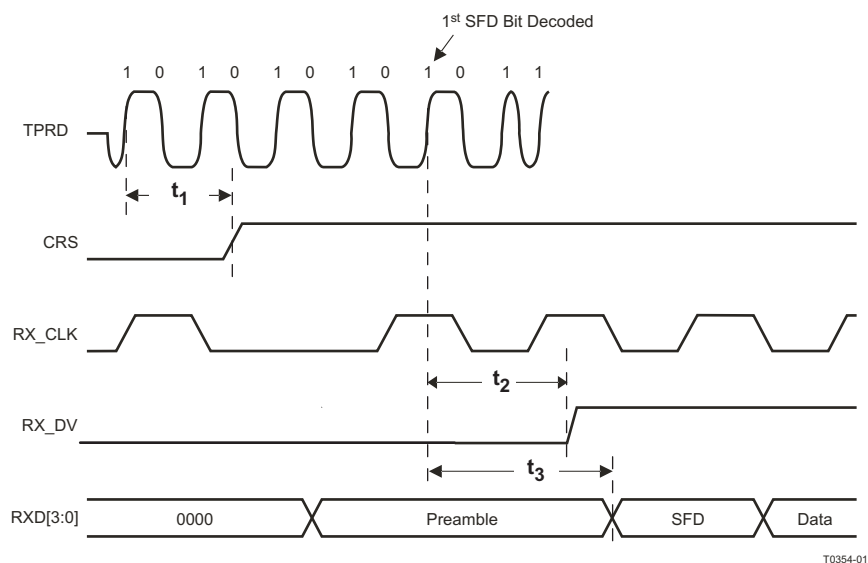 1st SFD Bit Decoded
1 0 1 0 1 0 1 0 1 0 1 1
TPRD
t1
CRS
RX_CLK
t2
RX_DV
t3
RXD[3:0] 0000 Preamble SFD Data
T0354-01